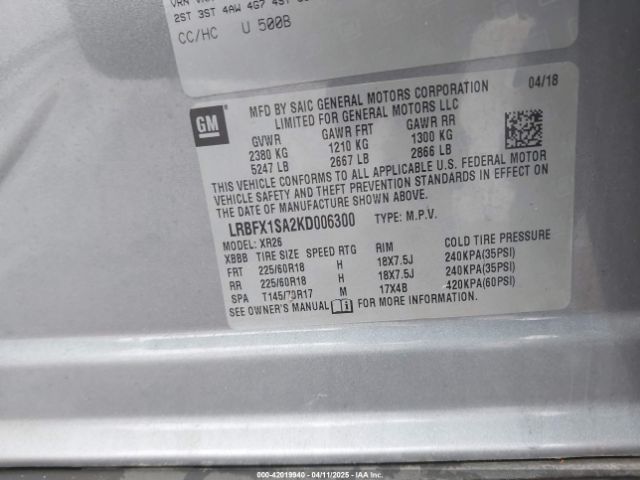 2ST 3ST 4AW 4G7 4ST
CC/HC U 500B
GM
MFD BY SAIC GENERAL MOTORS CORPORATION 04/18
LIMITED FOR GENERAL MOTORS LLC
GVWR GAWR FRT GAWR RR
2380 KG 1210 KG 1300 KG
5247 LB 2667 LB 2866 LB
THIS VEHICLE CONFORMS TO ALL APPLICABLE U.S. FEDERAL MOTOR
VEHICLE SAFETY AND THEFT PREVENTION STANDARDS IN EFFECT ON
THE DATE OF MANUFACTURE SHOWN ABOVE.
LRBFX1SA2KD006300 TYPE: M.P.V.
MODEL: XR26
XBBB TIRE SIZE SPEED RTG RIM COLD TIRE PRESSURE
FRT 225/60R18 H 18X7.5J 240KPA(35PSI)
RR 225/60R18 H 18X7.5J 240KPA(35PSI)
SPA T145/70R17 M 17X4B 420KPA(60PSI)
SEE OWNER'S MANUAL FOR MORE INFORMATION.
000-42019940 - 04/11/2025 - IAA Inc.